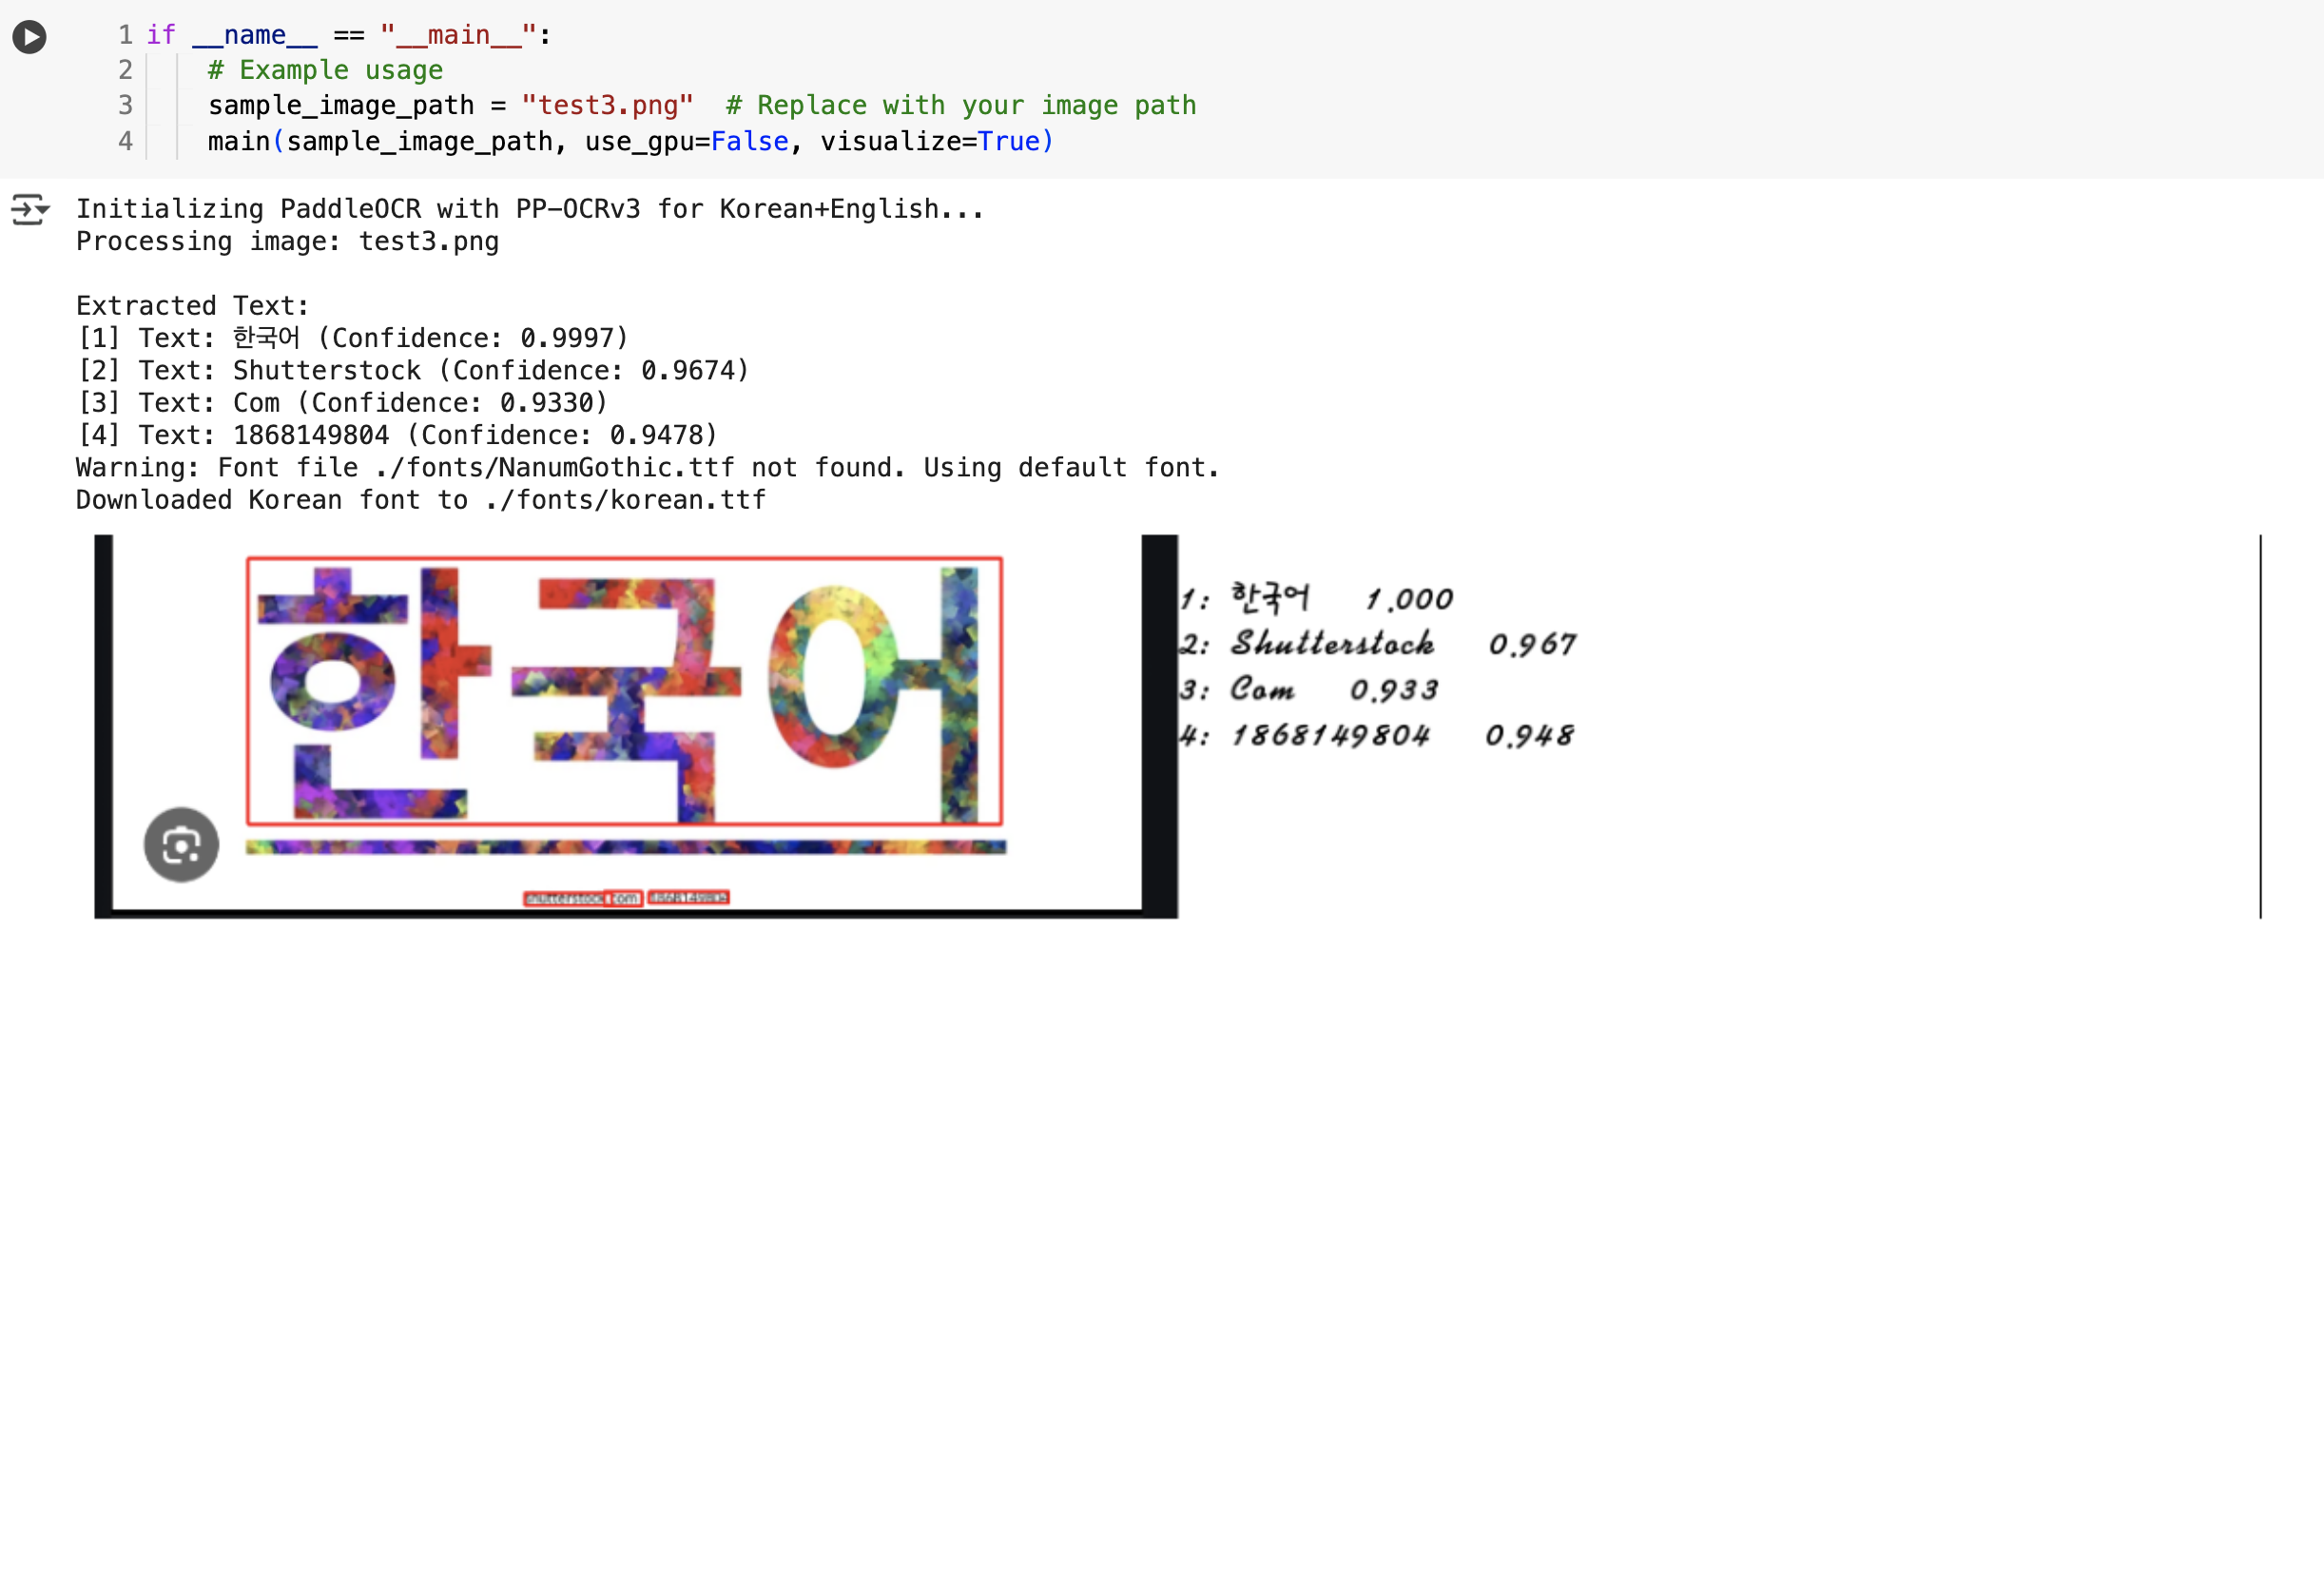 1 if __name__ == "__main__":
2 # Example usage
3 sample_image_path = "test3.png" # Replace with your image path
4 main(sample_image_path, use_gpu=False, visualize=True)
Initializing PaddleOCR with PP-OCRv3 for Korean+English...
Processing image: test3.png
Extracted Text:
[1] Text: 한국어 (Confidence: 0.9997)
[2] Text: Shutterstock (Confidence: 0.9674)
[3] Text: Com (Confidence: 0.9330)
[4] Text: 1868149804 (Confidence: 0.9478)
Warning: Font file ./fonts/NanumGothic.ttf not found. Using default font.
Downloaded Korean font to ./fonts/korean.ttf
한국어
shutterstock.com 1868149804
1: 한국어 1.000
2: Shutterstock 0.967
3: Com 0.933
4: 1868149804 0.948